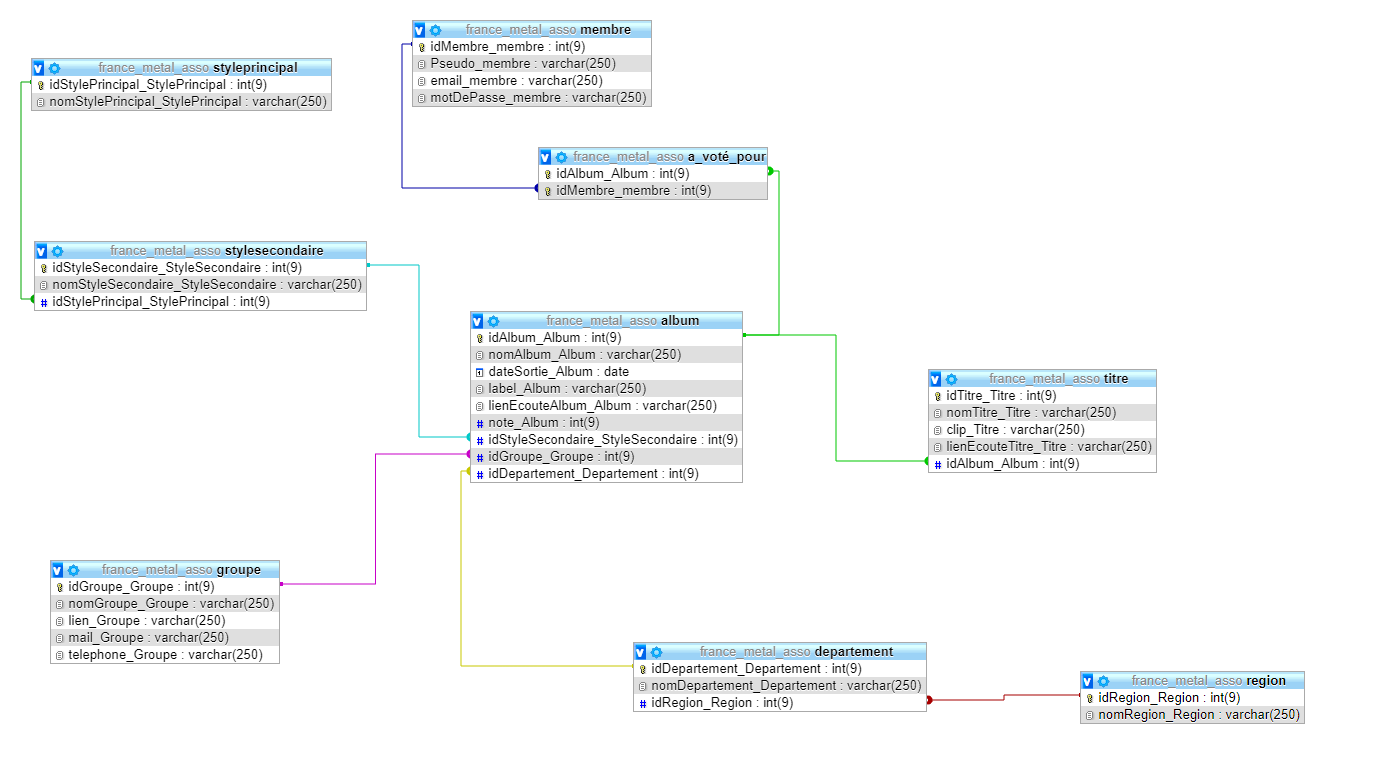 france_metal_asso membre
idMembre_membre : int(9)
Pseudo_membre : varchar(250)
email_membre : varchar(250)
motDePasse_membre : varchar(250)
france_metal_asso styleprincipal
idStylePrincipal_StylePrincipal : int(9)
nomStylePrincipal_StylePrincipal : varchar(250)
france_metal_asso a_voté_pour
idAlbum_Album : int(9)
idMembre_membre : int(9)
france_metal_asso stylesecondaire
idStyleSecondaire_StyleSecondaire : int(9)
nomStyleSecondaire_StyleSecondaire : varchar(250)
# idStylePrincipal_StylePrincipal : int(9)
france_metal_asso album
idAlbum_Album : int(9)
nomAlbum_Album : varchar(250)
dateSortie_Album : date
label_Album : varchar(250)
lienEcouteAlbum_Album : varchar(250)
# note_Album : int(9)
# idStyleSecondaire_StyleSecondaire : int(9)
# idGroupe_Groupe : int(9)
# idDepartement_Departement : int(9)
france_metal_asso titre
idTitre_Titre : int(9)
nomTitre_Titre : varchar(250)
clip_Titre : varchar(250)
lienEcouteTitre_Titre : varchar(250)
# idAlbum_Album : int(9)
france_metal_asso groupe
idGroupe_Groupe : int(9)
nomGroupe_Groupe : varchar(250)
lien_Groupe : varchar(250)
mail_Groupe : varchar(250)
telephone_Groupe : varchar(250)
france_metal_asso departement
idDepartement_Departement : int(9)
nomDepartement_Departement : varchar(250)
# idRegion_Region : int(9)
france_metal_asso region
idRegion_Region : int(9)
nomRegion_Region : varchar(250)